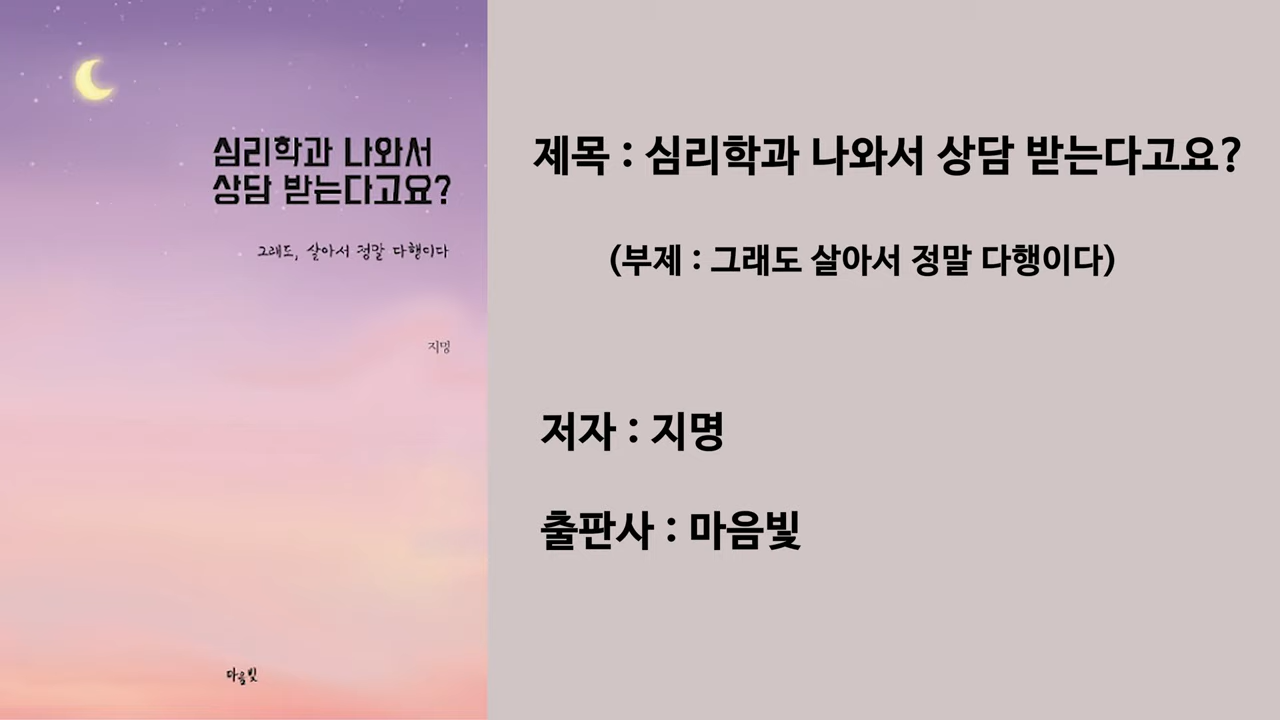 심리학과 나와서
상담 받는다고요?
그래도, 살아서 정말 다행이다
지명
마음빛
제목 : 심리학과 나와서 상담 받는다고요?
(부제 : 그래도 살아서 정말 다행이다)
저자 : 지명
출판사 : 마음빛